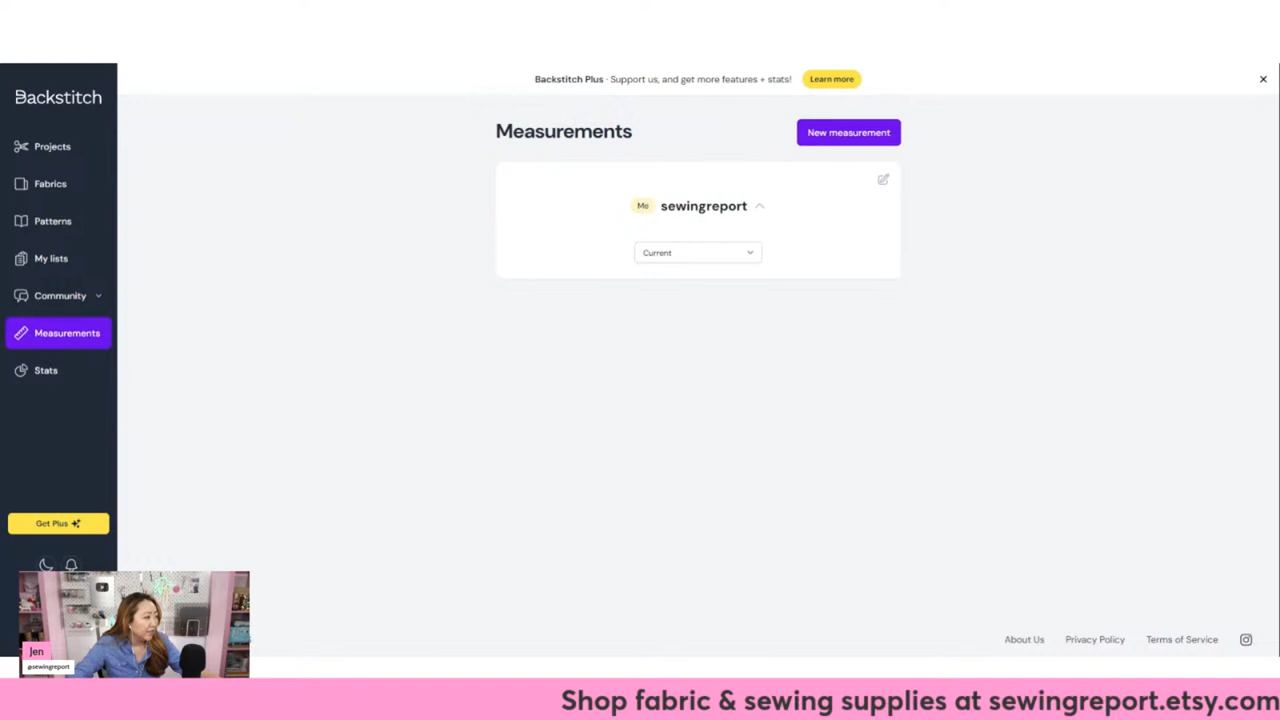 Backstitch
Projects
Fabrics
Patterns
My lists
Community
Measurements
Stats
Get Plus
Backstitch Plus · Support us, and get more features + stats!
Learn more
Measurements
New measurement
Me sewingreport
Current
About Us
Privacy Policy
Terms of Service
Jen
@sewingreport
Shop fabric & sewing supplies at sewingreport.etsy.com